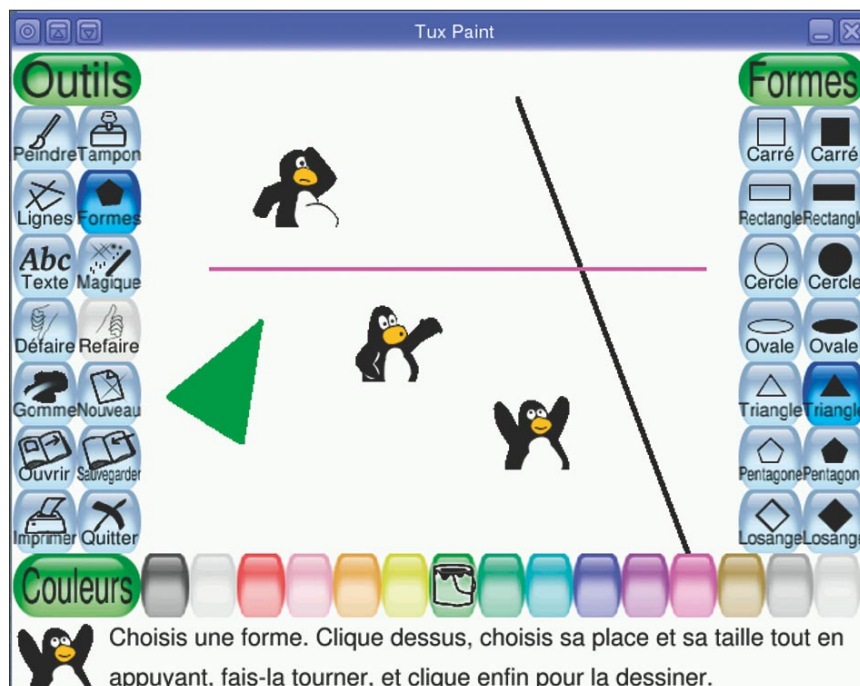 Tux Paint
Outils
Formes
Peindre Tampon
Carré Carré
Lignes Formes
Rectangle Rectangle
Abc
Texte Magique
Cercle Cercle
Défaire Refaire
Ovale Ovale
Gomme Nouveau
Triangle Triangle
Ouvrir Sauvegarder
Pentagone Pentagone
Imprimer Quitter
Losange Losange
Couleurs
Choisis une forme. Clique dessus, choisis sa place et sa taille tout en
appuyant, fais-la tourner, et clique enfin pour la dessiner.